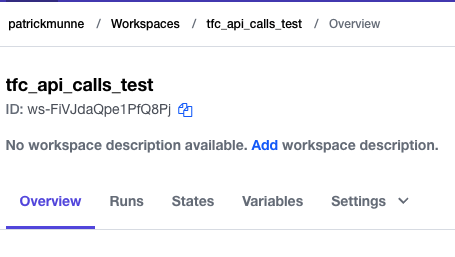 patrickmunne / Workspaces / tfc_api_calls_test / Overview
tfc_api_calls_test
ID: ws-FiVJdaQpe1PfQ8Pj
No workspace description available. Add workspace description.
Overview Runs States Variables Settings